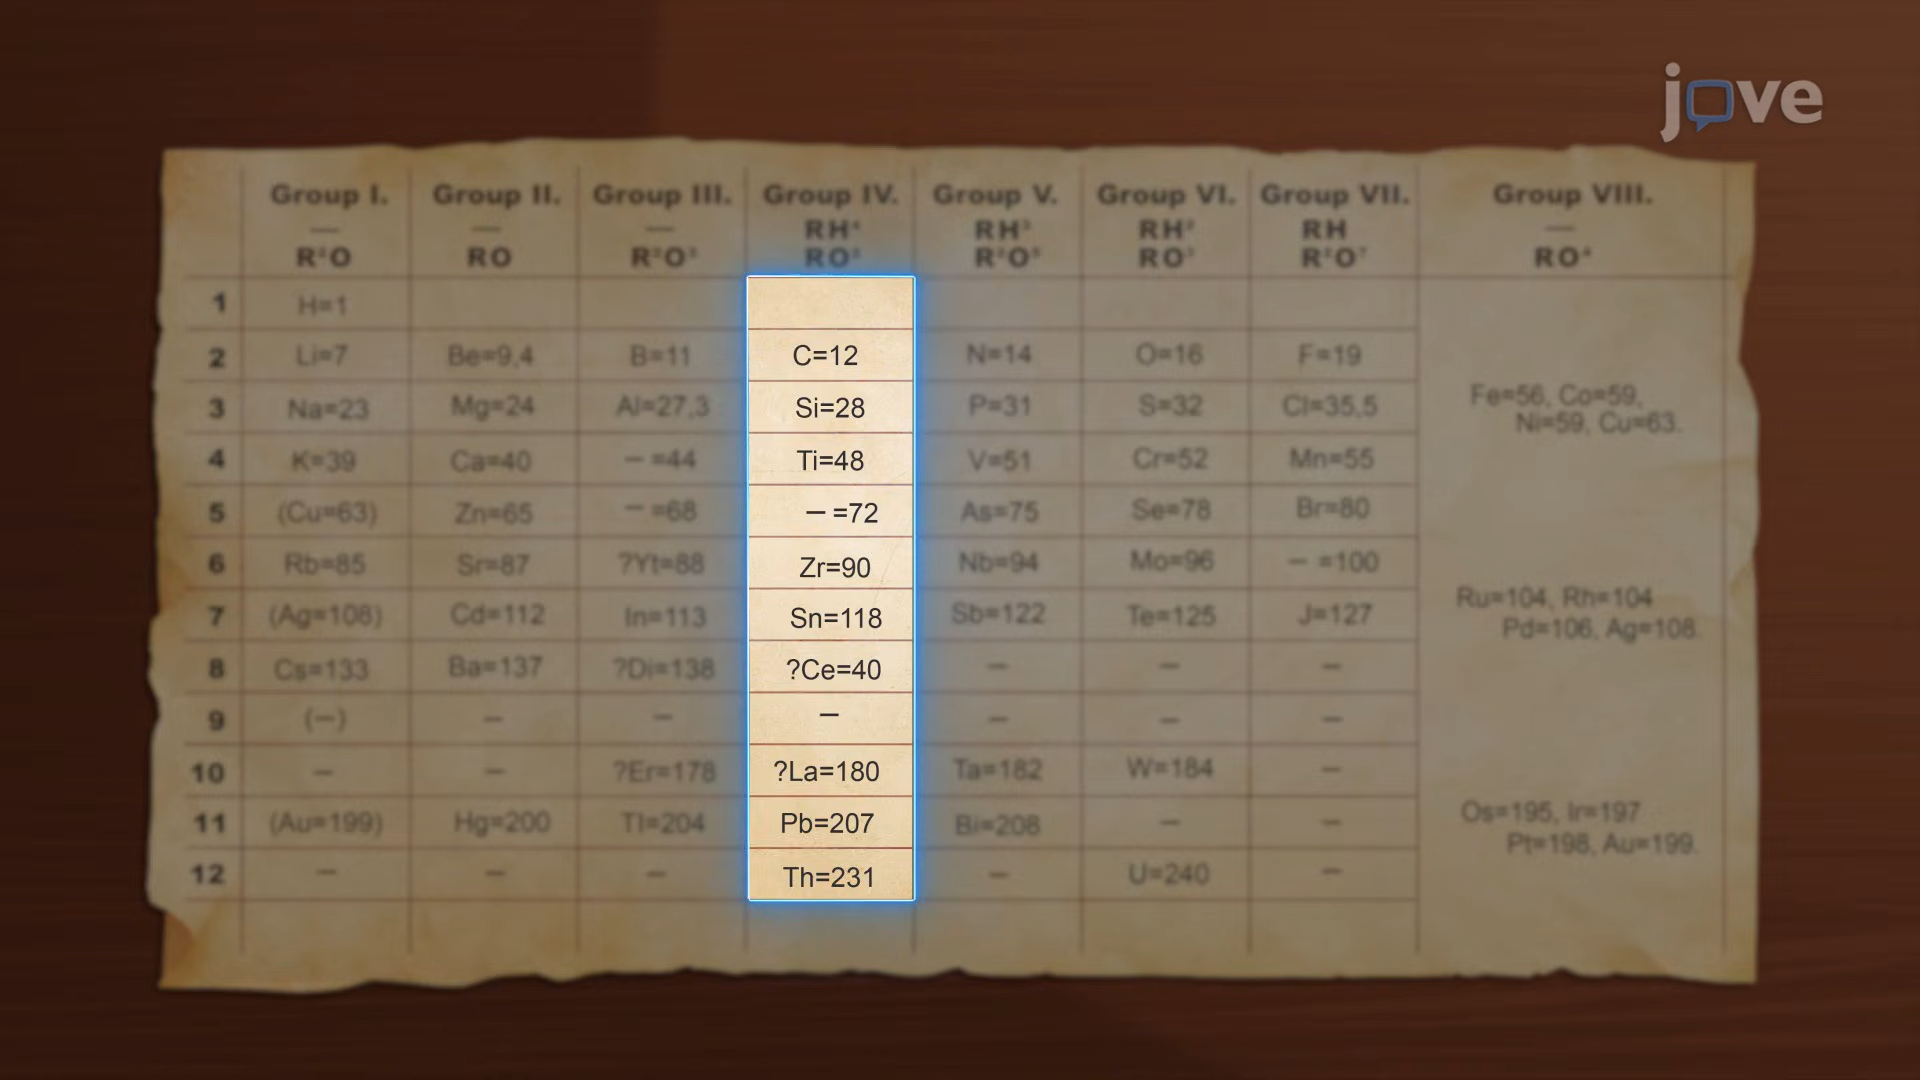 jove
Group I. Group II. Group III. Group IV. Group V. Group VI. Group VII. Group VIII.
— — — RH⁴ RH³ RH² RH —
R²O RO R²O³ RO² R²O⁵ RO³ R²O⁷ RO⁴
1 H=1
2 Li=7 Be=9,4 B=11 C=12 N=14 O=16 F=19
3 Na=23 Mg=24 Al=27,3 Si=28 P=31 S=32 Cl=35,5 Fe=56, Co=59,
Ni=59, Cu=63.
4 K=39 Ca=40 — =44 Ti=48 V=51 Cr=52 Mn=55
5 (Cu=63) Zn=65 — =68 — =72 As=75 Se=78 Br=80
6 Rb=85 Sr=87 ?Yt=88 Zr=90 Nb=94 Mo=96 — =100 Ru=104, Rh=104
7 (Ag=108) Cd=112 In=113 Sn=118 Sb=122 Te=125 J=127 Pd=106, Ag=108.
8 Cs=133 Ba=137 ?Di=138 ?Ce=40 — — —
9 (—) — — — — — —
10 — — ?Er=178 ?La=180 Ta=182 W=184 — Os=195, Ir=197
11 (Au=199) Hg=200 Tl=204 Pb=207 Bi=208 — — Pt=198, Au=199.
12 — — — Th=231 — U=240 —